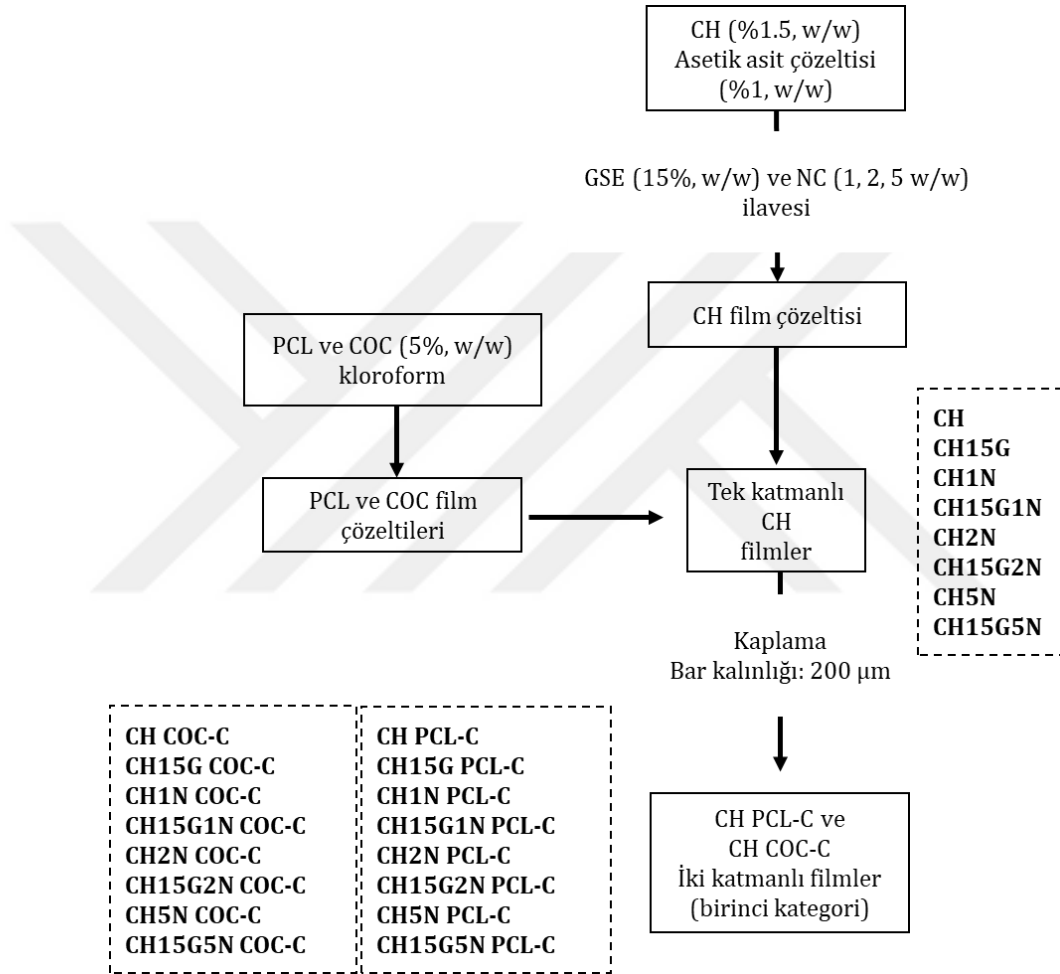 CH (%1.5, w/w)
Asetik asit çözeltisi
(%1, w/w)
GSE (15%, w/w) ve NC (1, 2, 5 w/w)
ilavesi
CH film çözeltisi
PCL ve COC (5%, w/w)
kloroform
PCL ve COC film
çözeltileri
Tek katmanlı
CH
filmler
CH
CH15G
CH1N
CH15G1N
CH2N
CH15G2N
CH5N
CH15G5N
Kaplama
Bar kalınlığı: 200 µm
CH COC-C
CH15G COC-C
CH1N COC-C
CH15G1N COC-C
CH2N COC-C
CH15G2N COC-C
CH5N COC-C
CH15G5N COC-C
CH PCL-C
CH15G PCL-C
CH1N PCL-C
CH15G1N PCL-C
CH2N PCL-C
CH15G2N PCL-C
CH5N PCL-C
CH15G5N PCL-C
CH PCL-C ve
CH COC-C
İki katmanlı filmler
(birinci kategori)